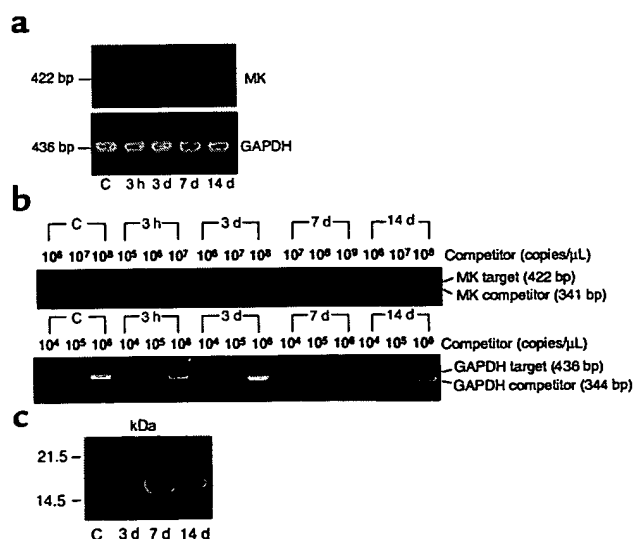 a
422 bp MK
436 bp GAPDH
C 3 h 3 d 7 d 14 d
b
C 3 h 3 d 7 d 14 d
10⁶ 10⁷ 10⁸ 10⁵ 10⁶ 10⁷ 10⁶ 10⁷ 10⁸ 10⁷ 10⁸ 10⁹ 10⁶ 10⁷ 10⁸ Competitor (copies/µL)
MK target (422 bp)
MK competitor (341 bp)
C 3 h 3 d 7 d 14 d
10⁴ 10⁵ 10⁶ 10⁴ 10⁵ 10⁶ 10⁴ 10⁵ 10⁶ 10⁴ 10⁵ 10⁶ 10⁴ 10⁵ 10⁶ Competitor (copies/µL)
GAPDH target (436 bp)
GAPDH competitor (344 bp)
c
kDa
21.5
14.5
C 3 d 7 d 14 d